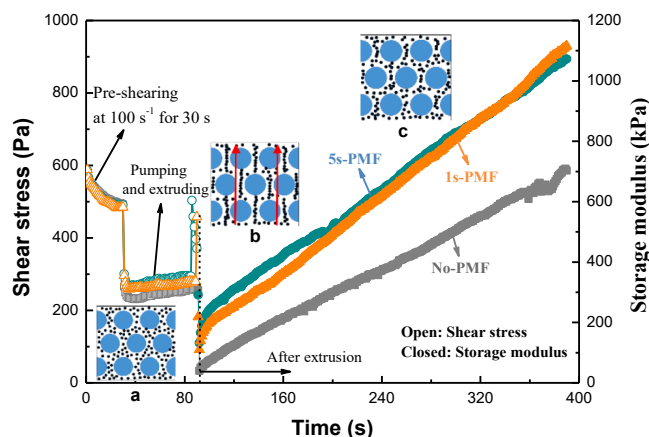 1000
800
600
400
200
0
Shear stress (Pa)
Pre-shearing
at 100 s⁻¹ for 30 s
Pumping
and extruding
a
b
c
5s-PMF
1s-PMF
No-PMF
Open: Shear stress
Closed: Storage modulus
After extrusion
1200
1000
800
600
400
200
0
Storage modulus (kPa)
0 80 160 240 320 400
Time (s)